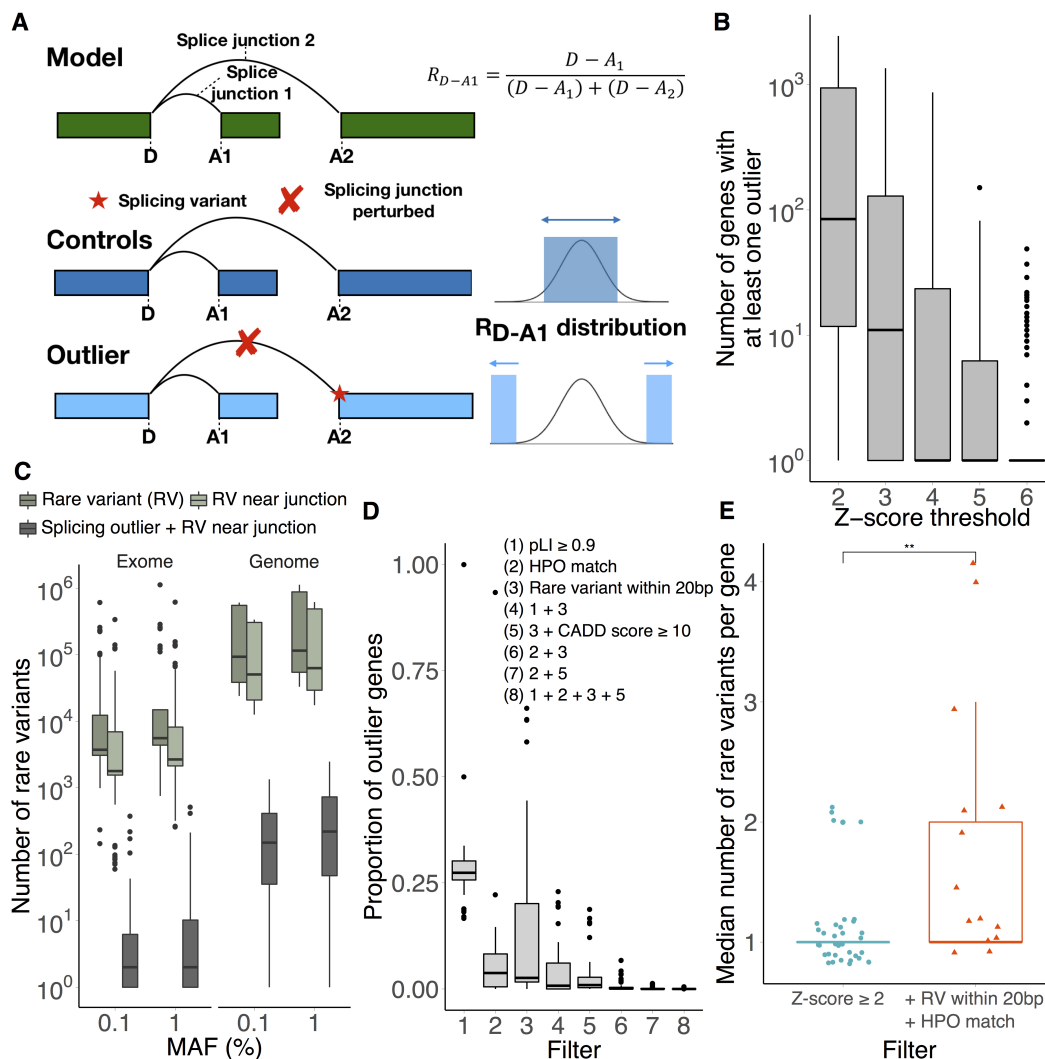 A
Model
Splice junction 2
Splice
junction 1
R_{D−A1} = \frac{D − A_1}{(D − A_1) + (D − A_2)}
D A1 A2
Splicing variant
Splicing junction
perturbed
Controls
D A1 A2
R_{D-A1} distribution
Outlier
D A1 A2
B
Number of genes with
at least one outlier
10^3
10^2
10^1
10^0
2 3 4 5 6
Z−score threshold
C
Rare variant (RV) RV near junction
Splicing outlier + RV near junction
Exome Genome
Number of rare variants
10^6
10^5
10^4
10^3
10^2
10^1
10^0
0.1 1 0.1 1
MAF (%)
D
(1) pLI ≥ 0.9
(2) HPO match
(3) Rare variant within 20bp
(4) 1 + 3
(5) 3 + CADD score ≥ 10
(6) 2 + 3
(7) 2 + 5
(8) 1 + 2 + 3 + 5
Proportion of outlier genes
1.00
0.75
0.50
0.25
0.00
1 2 3 4 5 6 7 8
Filter
E
**
Median number of rare variants per gene
4
3
2
1
Z−score ≥ 2
+ RV within 20bp
+ HPO match
Filter